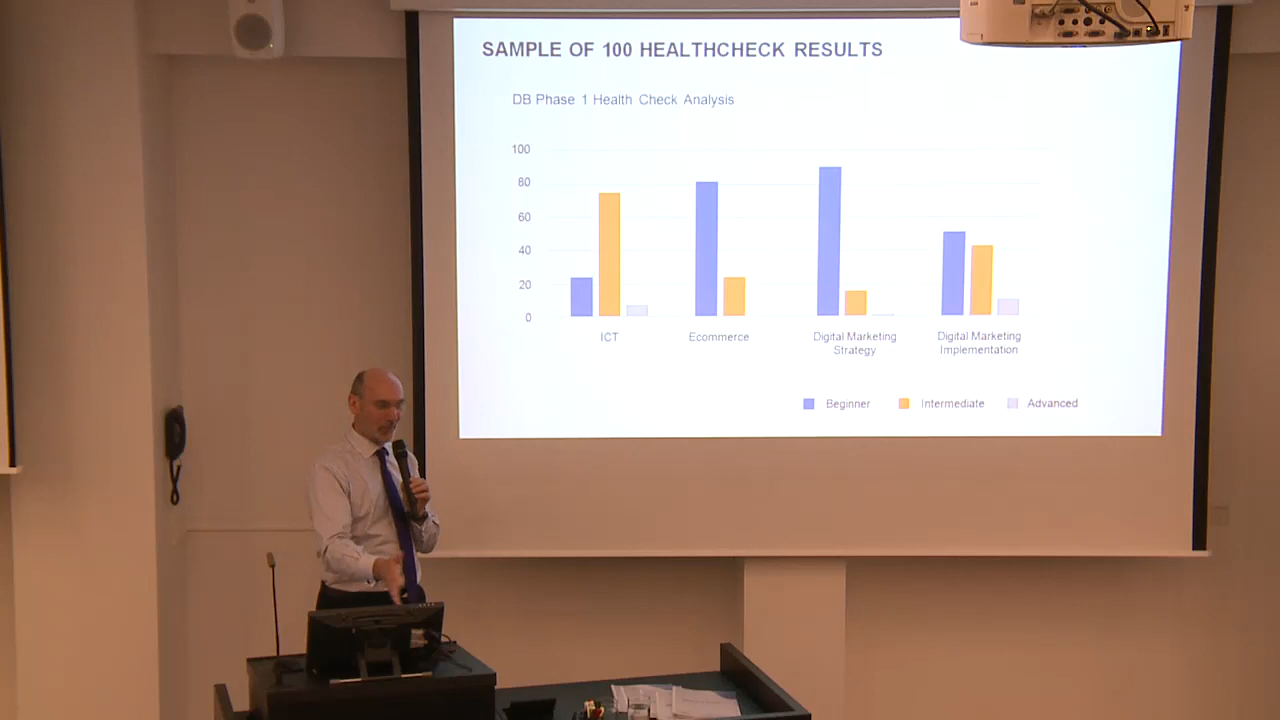 SAMPLE OF 100 HEALTHCHECK RESULTS
DB Phase 1 Health Check Analysis
100
80
60
40
20
0
ICT
Ecommerce
Digital Marketing
Strategy
Digital Marketing
Implementation
Beginner
Intermediate
Advanced